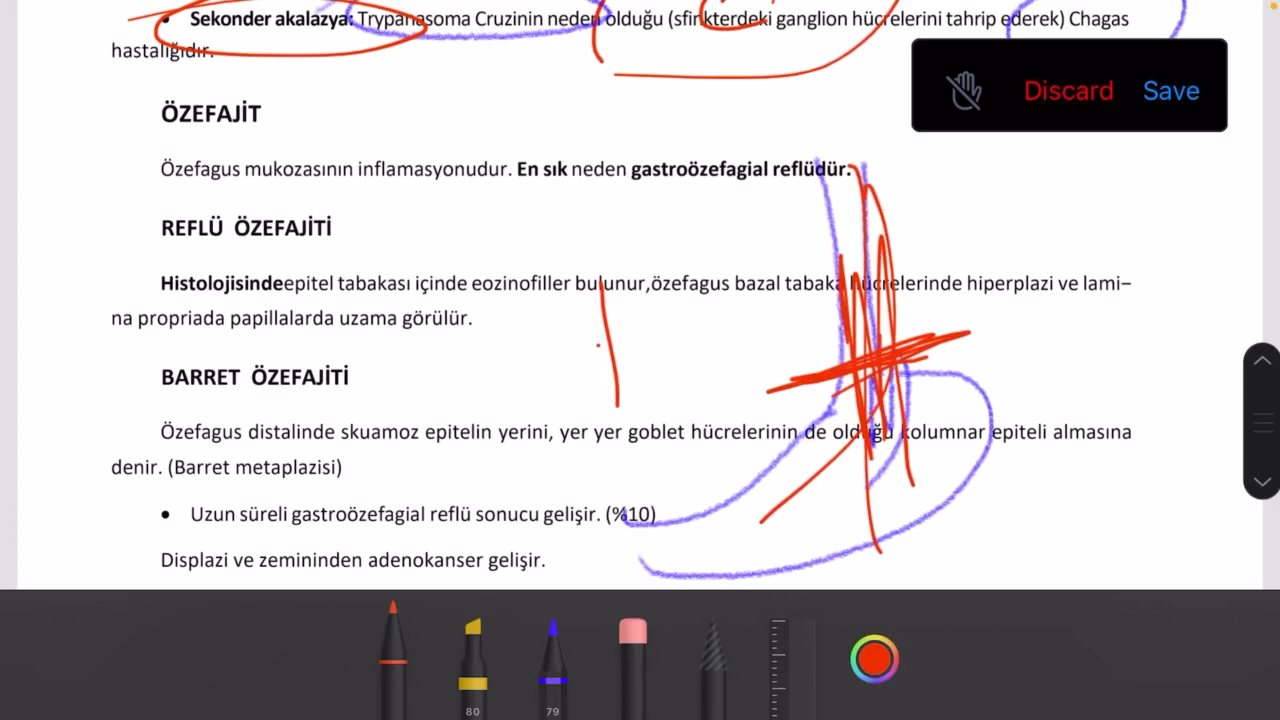 • Sekonder akalazya: Trypanasoma Cruzinin neden olduğu (sfinkterdeki ganglion hücrelerini tahrip ederek) Chagas
hastalığıdır.
Discard Save
ÖZEFAJİT
Özefagus mukozasının inflamasyonudur. En sık neden gastroözefagial reflüdür.
REFLÜ ÖZEFAJİTİ
Histolojisindeepitel tabakası içinde eozinofiller bulunur,özefagus bazal tabaka hücrelerinde hiperplazi ve lami–
na propriada papillalarda uzama görülür.
BARRET ÖZEFAJİTİ
Özefagus distalinde skuamoz epitelin yerini, yer yer goblet hücrelerinin de olduğu kolumnar epiteli almasına
denir. (Barret metaplazisi)
• Uzun süreli gastroözefagial reflü sonucu gelişir. (%10)
Displazi ve zemininden adenokanser gelişir.
80 79